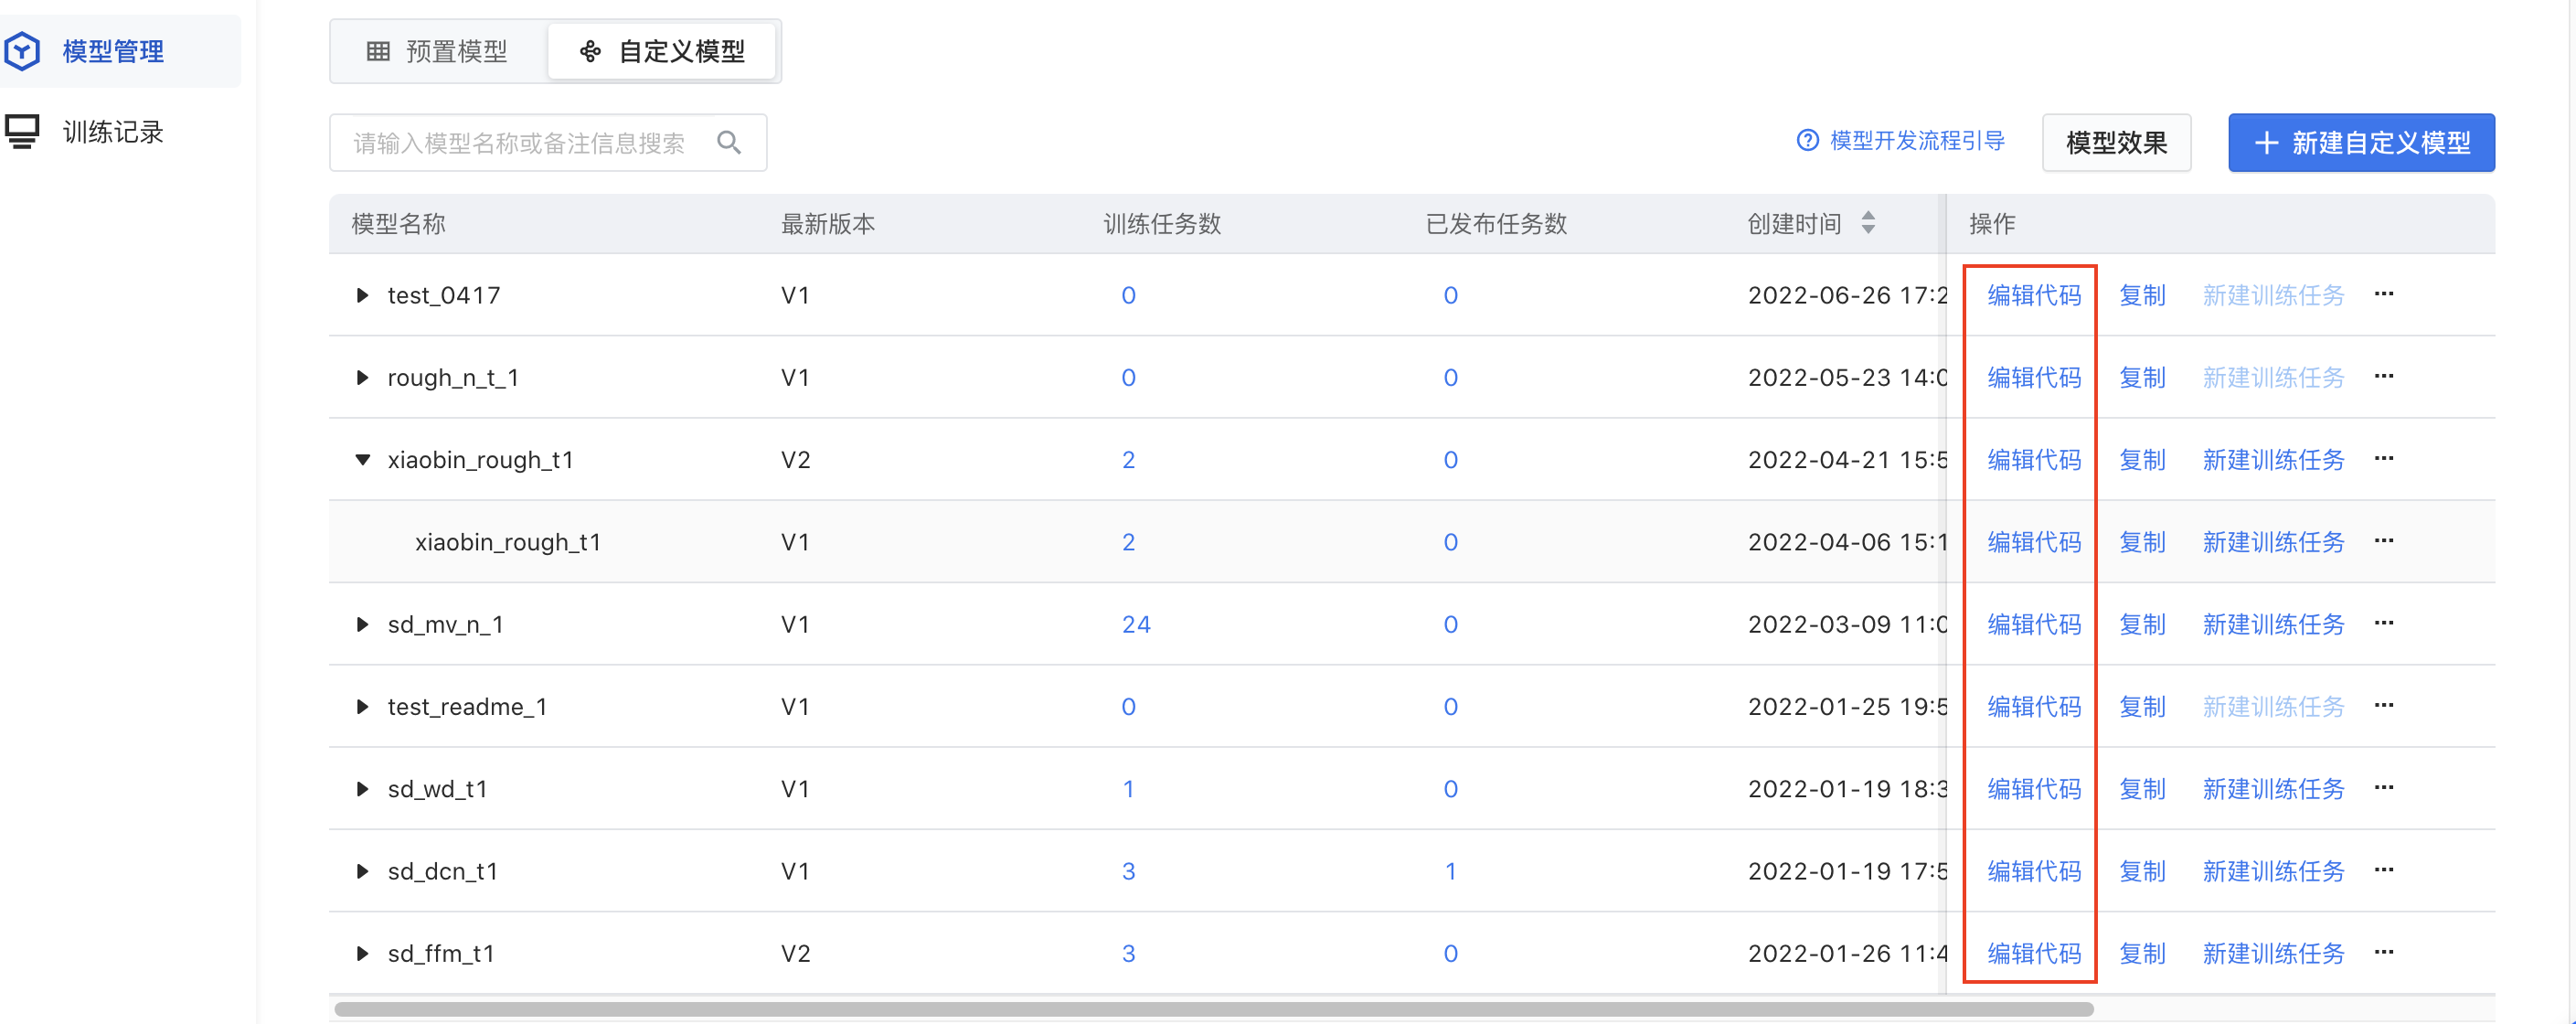 模型管理
训练记录
预置模型 自定义模型
请输入模型名称或备注信息搜索
模型开发流程引导 模型效果 新建自定义模型
模型名称 最新版本 训练任务数 已发布任务数 创建时间 操作
test_0417 V1 0 0 2022-06-26 17:2 编辑代码 复制 新建训练任务 ···
rough_n_t_1 V1 0 0 2022-05-23 14:0 编辑代码 复制 新建训练任务 ···
xiaobin_rough_t1 V2 2 0 2022-04-21 15:5 编辑代码 复制 新建训练任务 ···
xiaobin_rough_t1 V1 2 0 2022-04-06 15:1 编辑代码 复制 新建训练任务 ···
sd_mv_n_1 V1 24 0 2022-03-09 11:0 编辑代码 复制 新建训练任务 ···
test_readme_1 V1 0 0 2022-01-25 19:5 编辑代码 复制 新建训练任务 ···
sd_wd_t1 V1 1 0 2022-01-19 18:3 编辑代码 复制 新建训练任务 ···
sd_dcn_t1 V1 3 1 2022-01-19 17:5 编辑代码 复制 新建训练任务 ···
sd_ffm_t1 V2 3 0 2022-01-26 11:4 编辑代码 复制 新建训练任务 ···